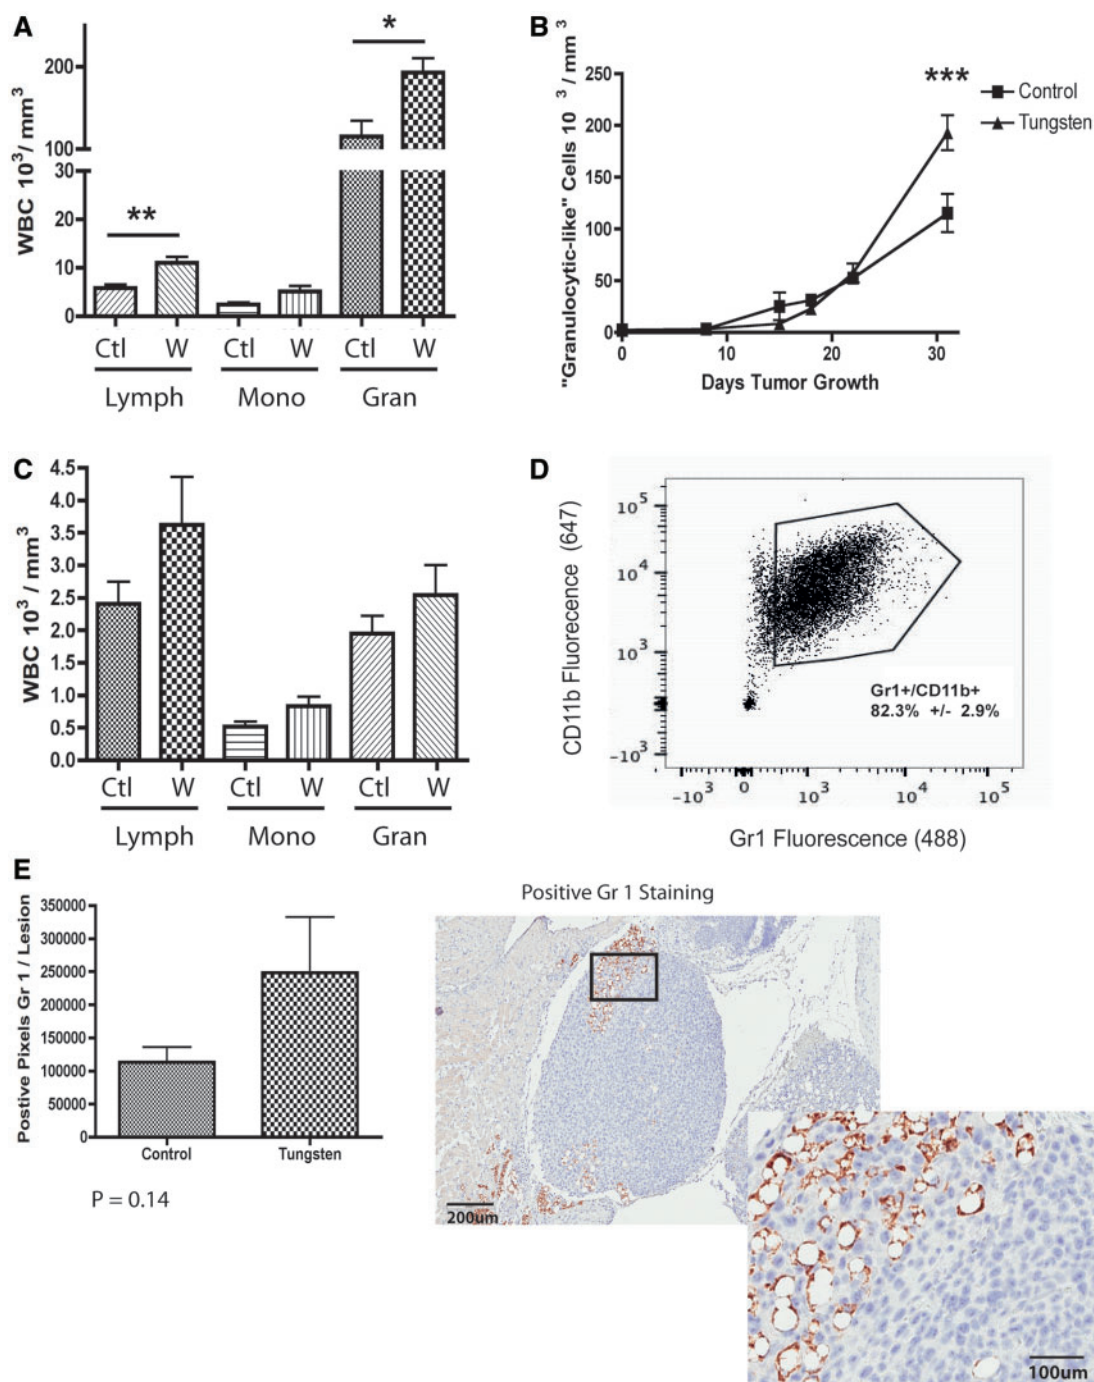 A
WBC 10³/ mm³
200
100
30
20
10
0
**
*
Ctl W Ctl W Ctl W
Lymph Mono Gran
B
"Granulocytic-like" Cells 10 ³ / mm ³
250
200
150
100
50
0
0 10 20 30
Days Tumor Growth
***
Control
Tungsten
C
WBC 10³ / mm³
4.5
4.0
3.5
3.0
2.5
2.0
1.5
1.0
0.5
0.0
Ctl W Ctl W Ctl W
Lymph Mono Gran
D
CD11b Fluorecence (647)
10⁵
10⁴
10³
0
-10³
Gr1+/CD11b+
82.3% +/- 2.9%
-10³ 0 10³ 10⁴ 10⁵
Gr1 Fluorescence (488)
E
Postive Pixels Gr 1 / Lesion
350000
300000
250000
200000
150000
100000
50000
0
Control Tungsten
P = 0.14
Positive Gr 1 Staining
200um
100um